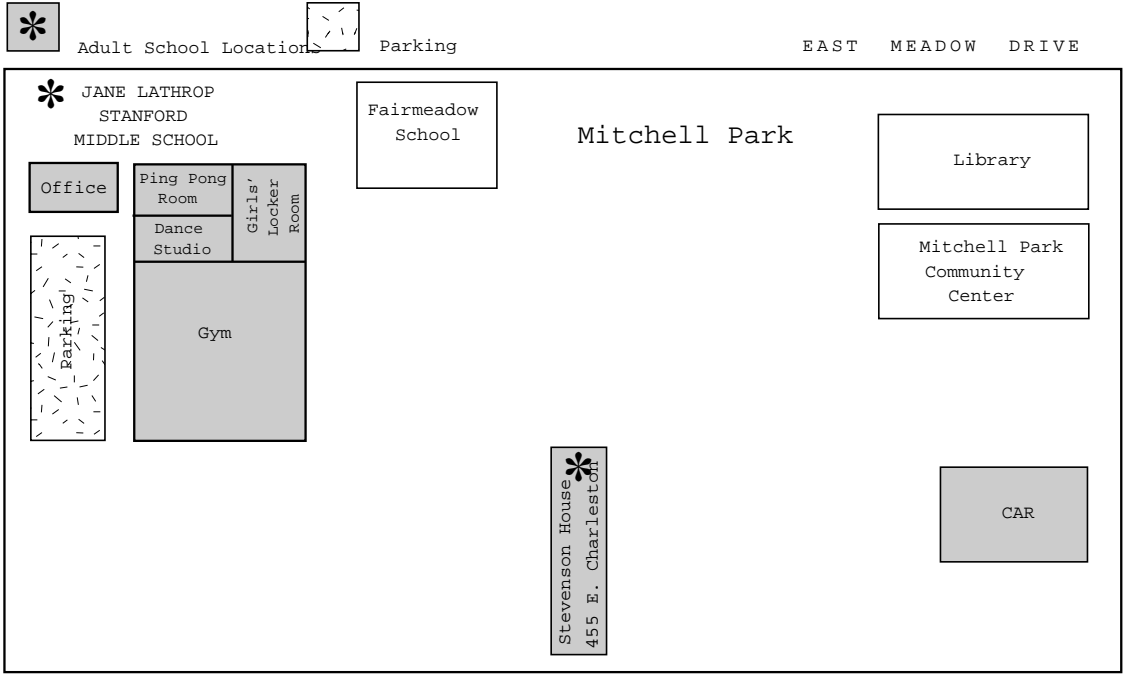 Adult School Locations
Parking
EAST MEADOW DRIVE
JANE LATHROP
STANFORD
MIDDLE SCHOOL
Fairmeadow
School
Mitchell Park
Library
Office
Ping Pong
Room
Girls'
Locker
Room
Dance
Studio
Mitchell Park
Community
Center
Parking
Gym
Stevenson House
455 E. Charleston
CAR